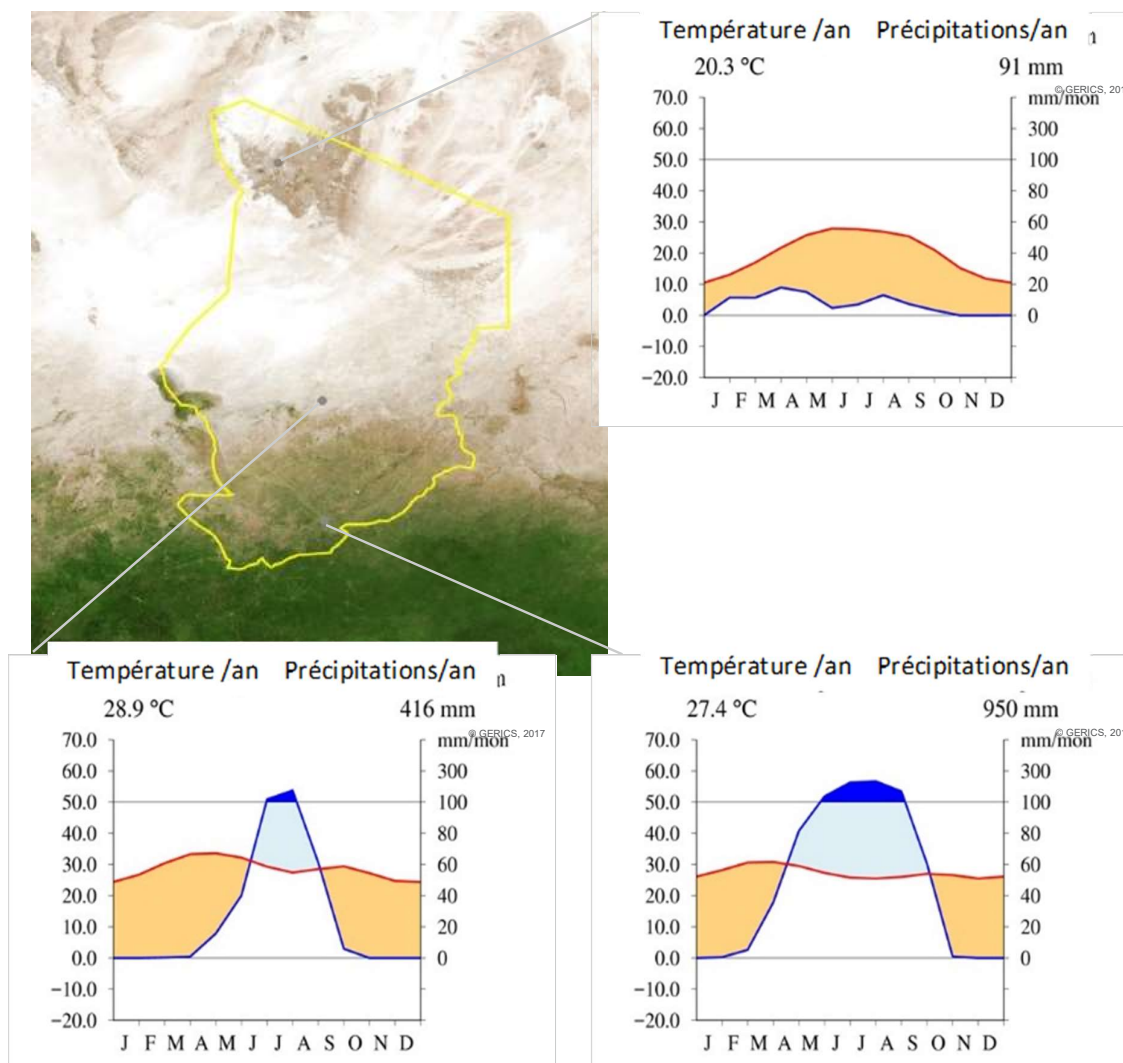 Température /an Précipitations/an
20.3 °C 91 mm
© GERICS, 201
mm/mon
70.0
60.0 300
50.0 100
40.0 80
30.0 60
20.0 40
10.0 20
0.0 0
−10.0
−20.0
J F M A M J J A S O N D
Température /an Précipitations/an
28.9 °C 416 mm
© GERICS, 2017
70.0 mm/mon
60.0 300
50.0 100
40.0 80
30.0 60
20.0 40
10.0 20
0.0 0
−10.0
−20.0
J F M A M J J A S O N D
Température /an Précipitations/an
27.4 °C 950 mm
© GERICS, 201
70.0 mm/mon
60.0 300
50.0 100
40.0 80
30.0 60
20.0 40
10.0 20
0.0 0
−10.0
−20.0
J F M A M J J A S O N D